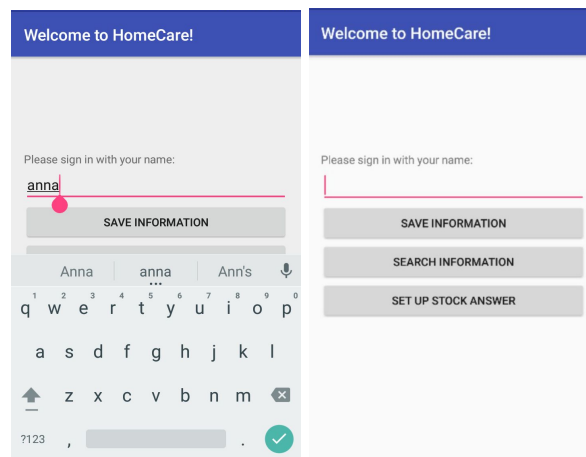 Welcome to HomeCare!
Please sign in with your name:
anna
SAVE INFORMATION
Anna anna Ann's
1 2 3 4 5 6 7 8 9 0
q w e r t y u i o p
a s d f g h j k l
z x c v b n m
?123 , .
Welcome to HomeCare!
Please sign in with your name:
SAVE INFORMATION
SEARCH INFORMATION
SET UP STOCK ANSWER